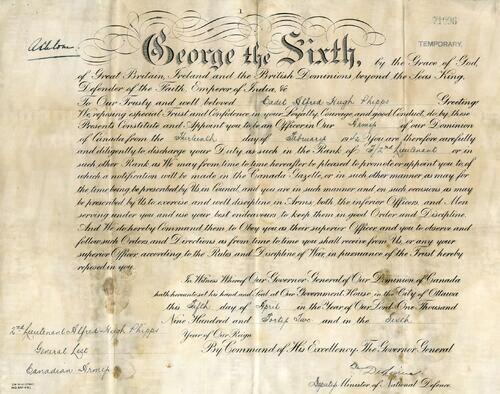 1
21006
TEMPORARY.
Athlone
George the Sixth, by the Grace of God,
of Great Britain, Ireland and the British Dominions beyond the Seas King,
Defender of the Faith, Emperor of India, &c
To Our Trusty and well beloved Cadet Alfred Hugh Phipps Greeting:
We, reposing especial Trust and Confidence in your Loyalty, Courage, and good Conduct, do by these
Presents Constitute and Appoint you to be an Officer in Our Army of our Dominion
of Canada from the day of February 1942 You are therefore carefully
and diligently to discharge your Duty as such in the Rank of 2nd Lieutenant or in
such other Rank as We may from time to time hereafter be pleased to promote or appoint you to, of
which a notification will be made in the Canada Gazette, or in such other manner as may for
the time being be prescribed by Us in Council, and you are in such manner, and on such occasions as may
be prescribed by Us to exercise and well discipline in Arms, both the inferior Officers, and Men
serving under you and use your best endeavours to keep them in good Order and Discipline.
And We do hereby Command them to Obey you as their superior Officer and you to observe
and follow such Orders, and Directions as from time to time you shall receive from Us, or any your
superior Officer according to the Rules and Discipline of War, in pursuance of the Trust hereby
reposed in you.
In Witness Whereof Our Governor General of Our Dominion of Canada
hath hereunto set his hand and Seal at Our Government House in the City of Ottawa
this Fifth day of April in the Year of Our Lord One Thousand
Nine Hundred and Forty Two and in the Sixth
Year of Our Reign
By Command of His Excellency The Governor General
2nd Lieutenant Alfred Hugh Phipps
General List
Canadian Army
Deputy Minister of National Defence.